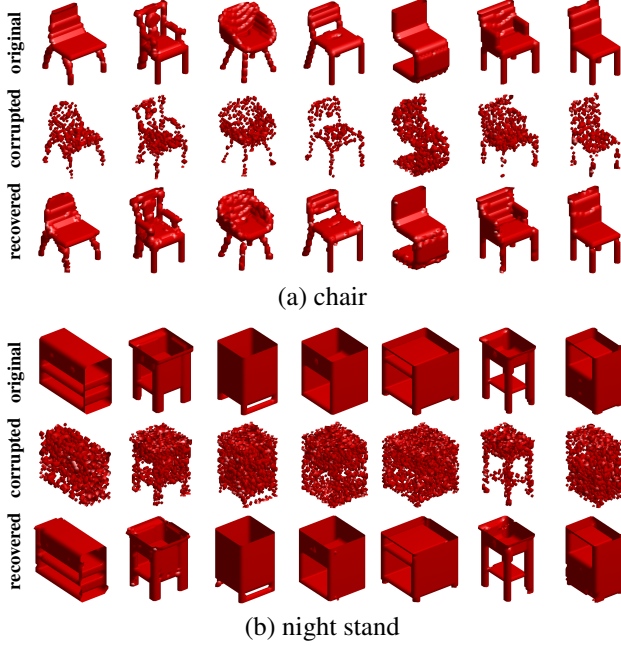 original
corrupted
recovered
(a) chair
original
corrupted
recovered
(b) night stand